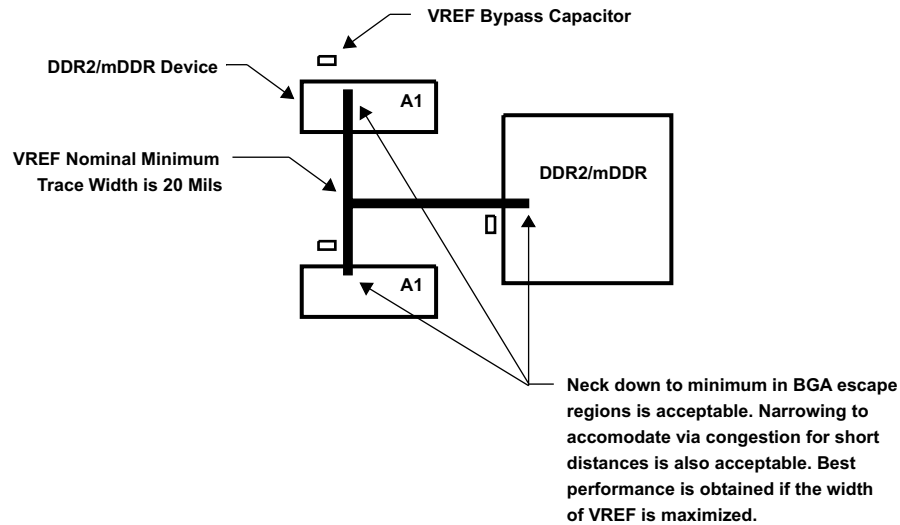 VREF Bypass Capacitor
DDR2/mDDR Device
A1
VREF Nominal Minimum
Trace Width is 20 Mils
DDR2/mDDR
A1
Neck down to minimum in BGA escape
regions is acceptable. Narrowing to
accomodate via congestion for short
distances is also acceptable. Best
performance is obtained if the width
of VREF is maximized.